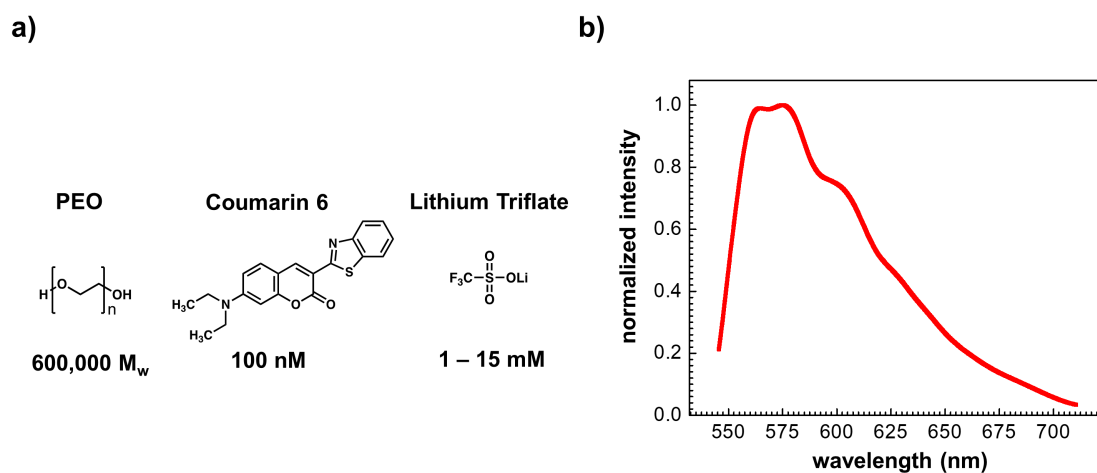 a)
PEO
Coumarin 6
Lithium Triflate
H
O
OH
n
N
S
H₃C
N
O
O
H₃C
F₃C
S
OLi
O
O
600,000 Mw
100 nM
1 – 15 mM
b)
normalized intensity
1.0
0.8
0.6
0.4
0.2
0.0
550 575 600 625 650 675 700
wavelength (nm)